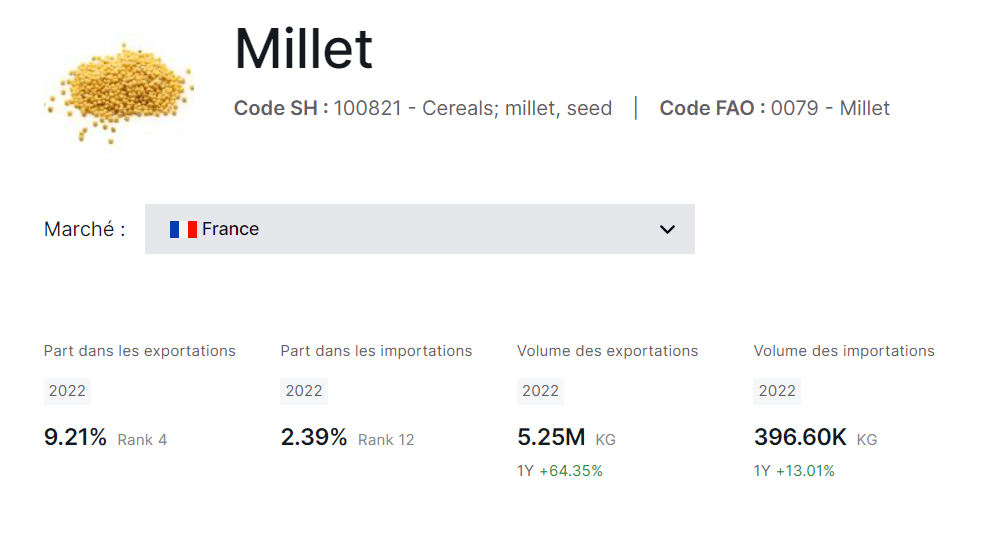 Millet
Code SH : 100821 - Cereals; millet, seed | Code FAO : 0079 - Millet
Marché : France
Part dans les exportations
2022
9.21% Rank 4
Part dans les importations
2022
2.39% Rank 12
Volume des exportations
2022
5.25M KG
1Y +64.35%
Volume des importations
2022
396.60K KG
1Y +13.01%